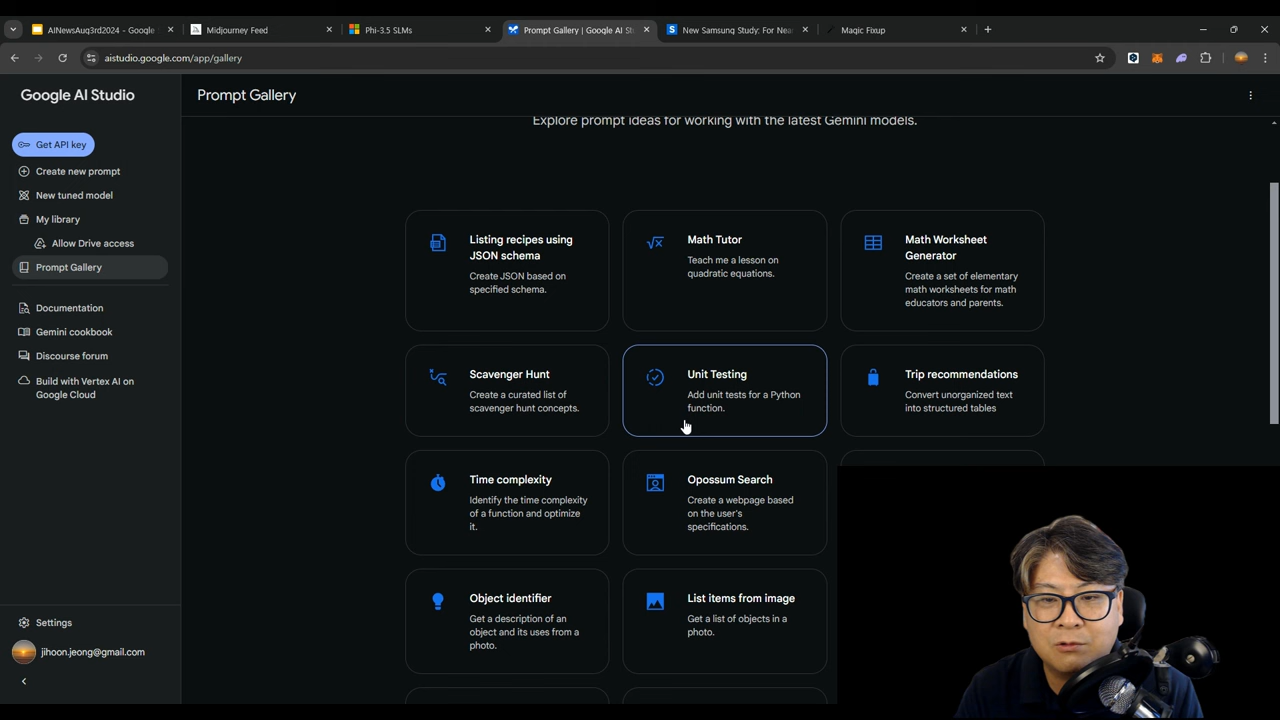 AINewsAug3rd2024 - Google
Midjourney Feed
Phi-3.5 SLMs
Prompt Gallery | Google AI St
New Samsung Study: For Nea
Magic Fixup
aistudio.google.com/app/gallery
Google AI Studio
Get API key
Create new prompt
New tuned model
My library
Allow Drive access
Prompt Gallery
Documentation
Gemini cookbook
Discourse forum
Build with Vertex AI on
Google Cloud
Settings
jihoon.jeong@gmail.com
Prompt Gallery
Explore prompt ideas for working with the latest Gemini models.
Listing recipes using
JSON schema
Create JSON based on
specified schema.
Math Tutor
Teach me a lesson on
quadratic equations.
Math Worksheet
Generator
Create a set of elementary
math worksheets for math
educators and parents.
Scavenger Hunt
Create a curated list of
scavenger hunt concepts.
Unit Testing
Add unit tests for a Python
function.
Trip recommendations
Convert unorganized text
into structured tables
Time complexity
Identify the time complexity
of a function and optimize
it.
Opossum Search
Create a webpage based
on the user's
specifications.
Object identifier
Get a description of an
object and its uses from a
photo.
List items from image
Get a list of objects in a
photo.